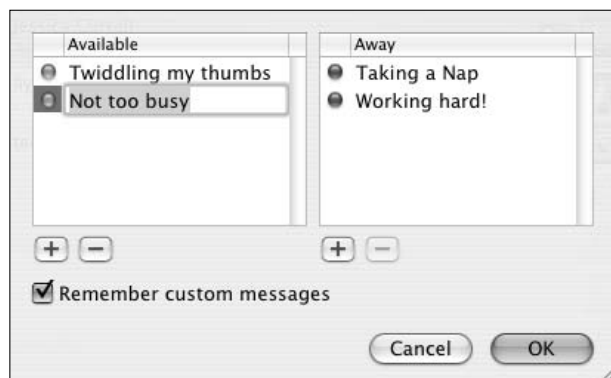 Available
Twiddling my thumbs
Not too busy
Away
Taking a Nap
Working hard!
Remember custom messages
Cancel
OK